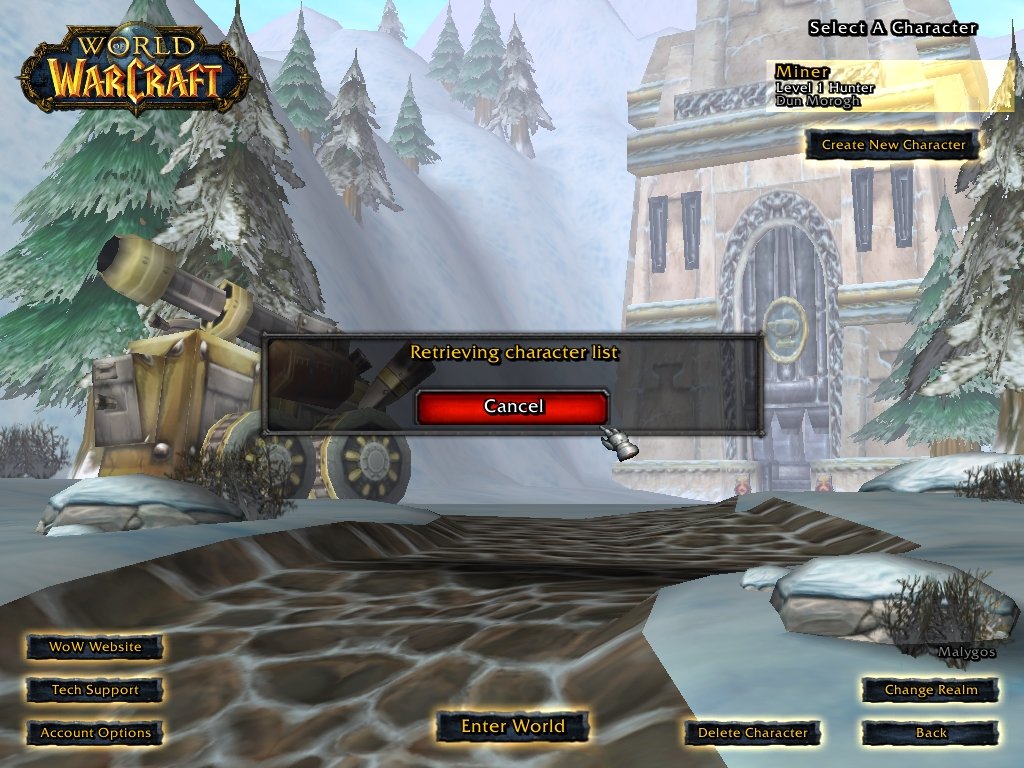 WORLD
OF
WARCRAFT
Select A Character
Miner
Level 1 Hunter
Dun Morogh
Create New Character
Retrieving character list
Cancel
WoW Website
Tech Support
Account Options
Enter World
Malygos
Change Realm
Delete Character
Back